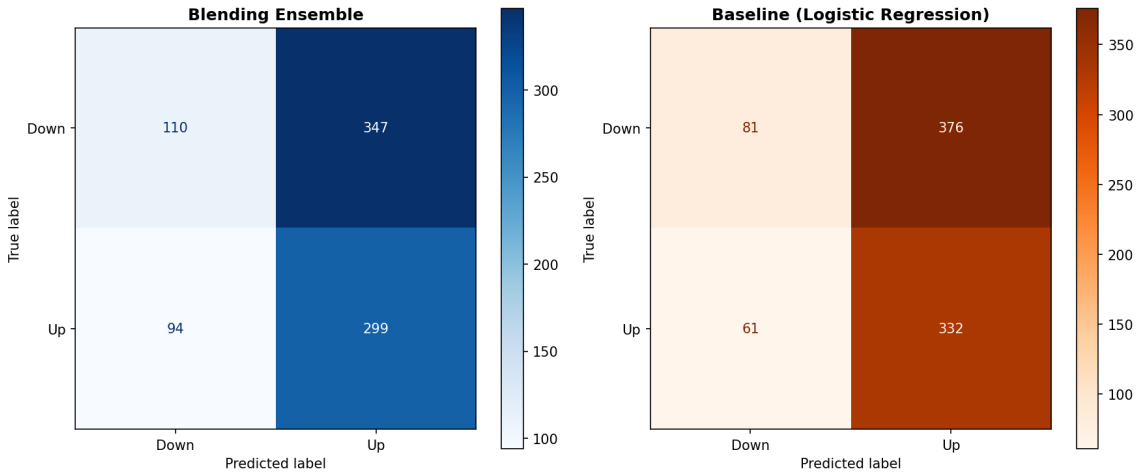 Blending Ensemble
True label
Down
Up
110
347
94
299
Down
Up
Predicted label
300
250
200
150
100
Baseline (Logistic Regression)
True label
Down
Up
81
376
61
332
Down
Up
Predicted label
350
300
250
200
150
100